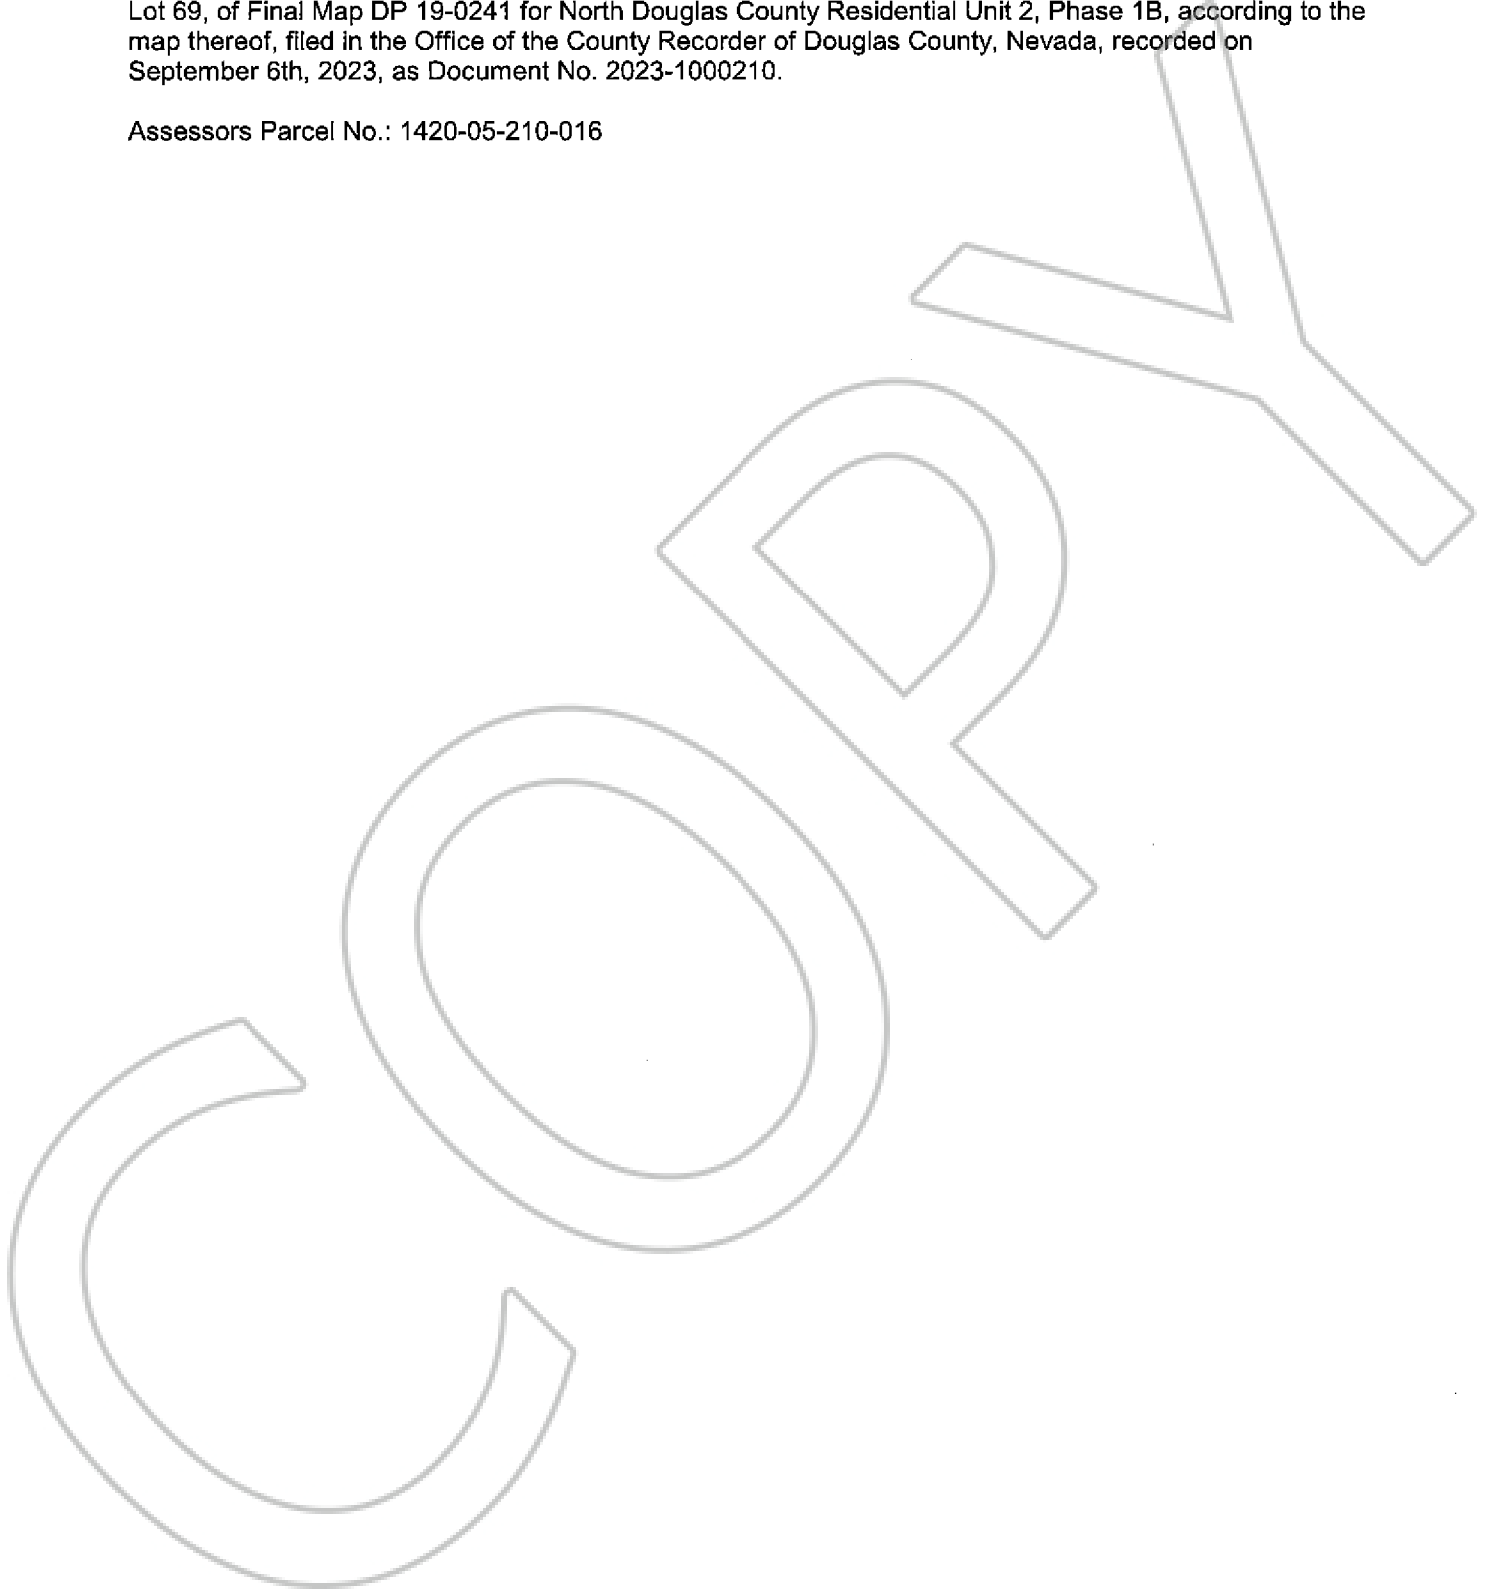 Lot 69, of Final Map DP 19-0241 for North Douglas County Residential Unit 2, Phase 1B, according to the
map thereof, filed in the Office of the County Recorder of Douglas County, Nevada, recorded on
September 6th, 2023, as Document No. 2023-1000210.
Assessors Parcel No.: 1420-05-210-016
COPY